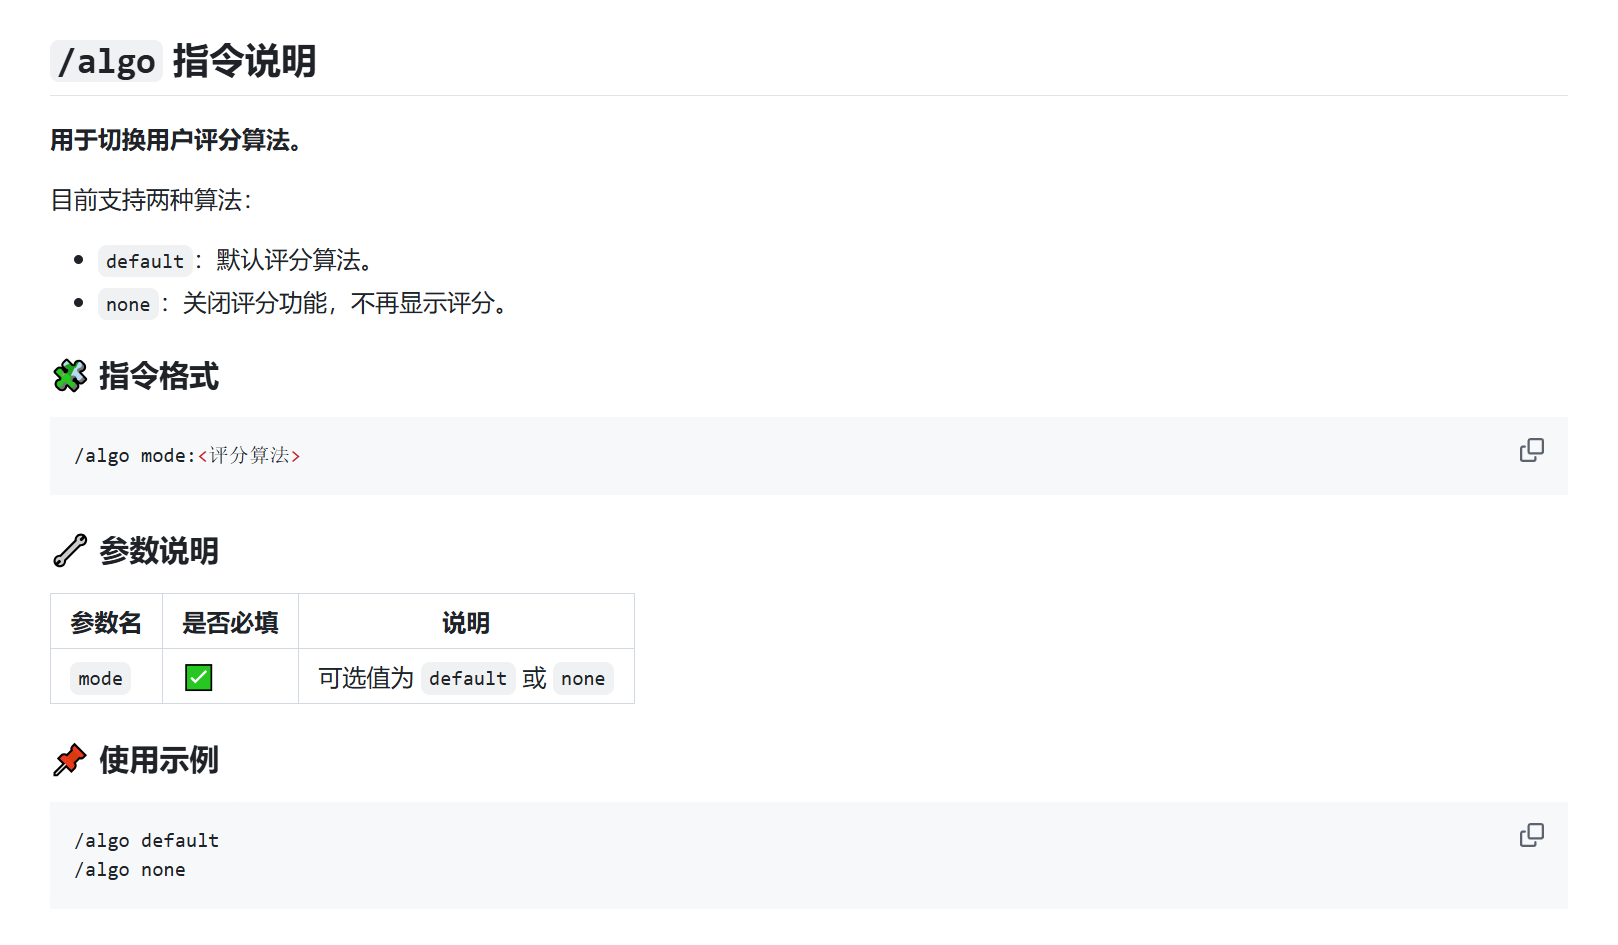 /algo 指令说明
用于切换用户评分算法。
目前支持两种算法：
default：默认评分算法。
none：关闭评分功能，不再显示评分。
指令格式
/algo mode:<评分算法>
参数说明
参数名 是否必填 说明
mode ✅ 可选值为 default 或 none
使用示例
/algo default
/algo none